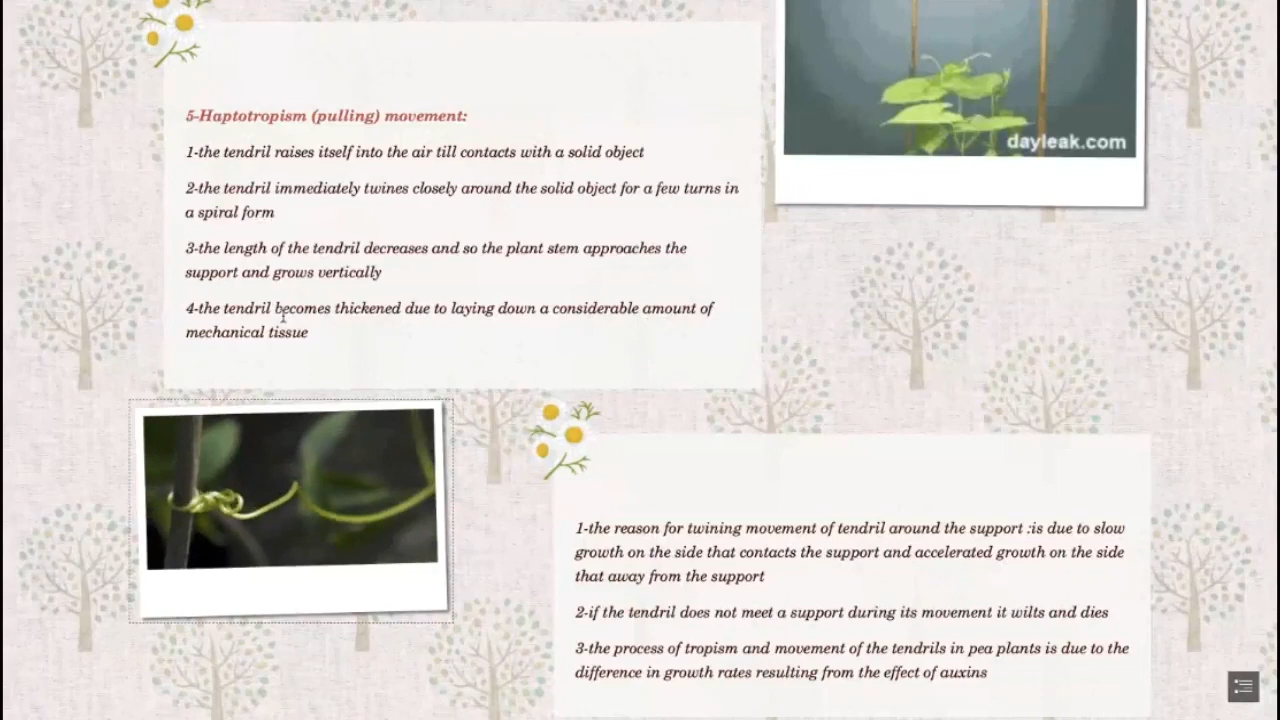 dayleak.com
5-Haptotropism (pulling) movement:
1-the tendril raises itself into the air till contacts with a solid object
2-the tendril immediately twines closely around the solid object for a few turns in
a spiral form
3-the length of the tendril decreases and so the plant stem approaches the
support and grows vertically
4-the tendril becomes thickened due to laying down a considerable amount of
mechanical tissue
1-the reason for twining movement of tendril around the support :is due to slow
growth on the side that contacts the support and accelerated growth on the side
that away from the support
2-if the tendril does not meet a support during its movement it wilts and dies
3-the process of tropism and movement of the tendrils in pea plants is due to the
difference in growth rates resulting from the effect of auxins